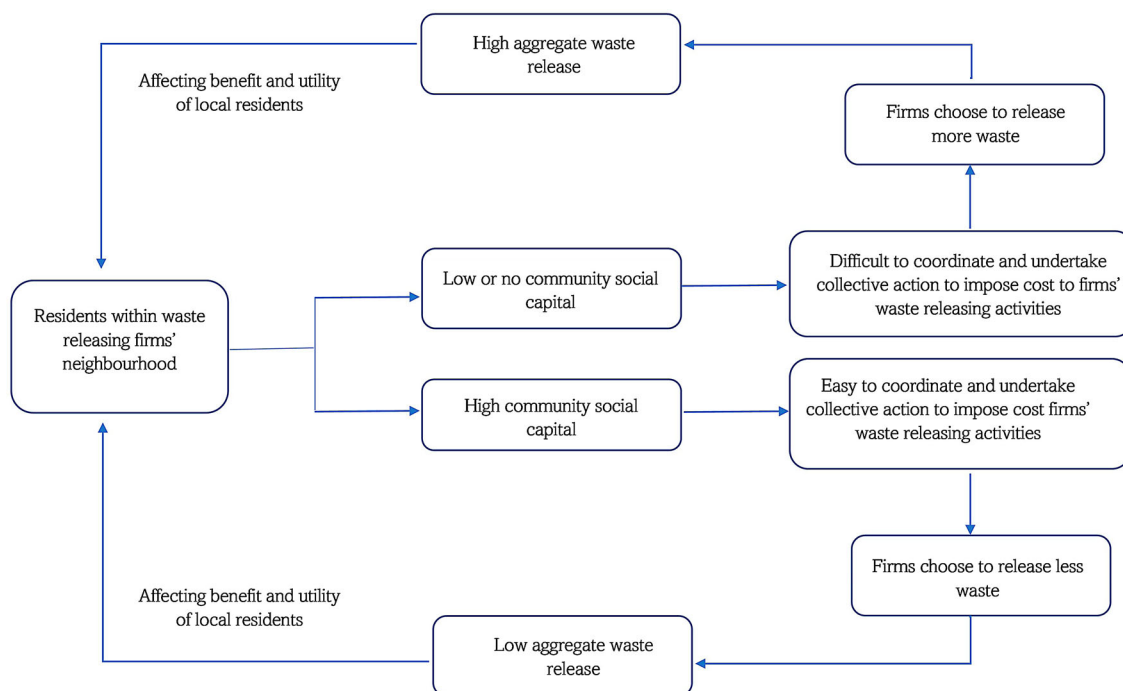 High aggregate waste
release
Affecting benefit and utility
of local residents
Firms choose to release
more waste
Low or no community social
capital
Difficult to coordinate and undertake
collective action to impose cost to firms’
waste releasing activities
Residents within waste
releasing firms’
neighbourhood
High community social
capital
Easy to coordinate and undertake
collective action to impose cost firms’
waste releasing activities
Firms choose to release less
waste
Affecting benefit and utility
of local residents
Low aggregate waste
release